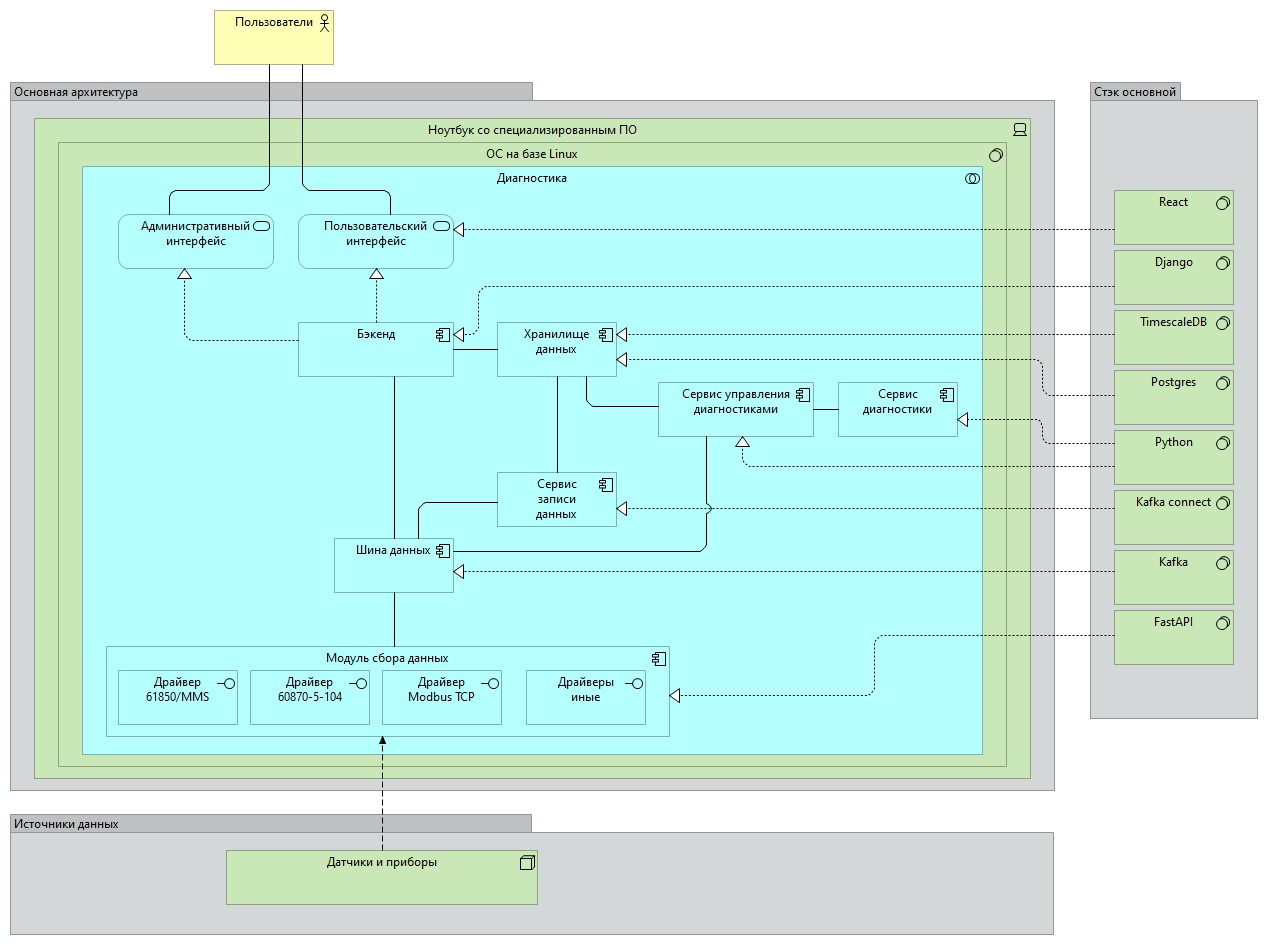 Пользователи
Основная архитектура
Стэк основной
Ноутбук со специализированным ПО
ОС на базе Linux
Диагностика
Административный
интерфейс
Пользовательский
интерфейс
React
Django
TimescaleDB
Postgres
Python
Kafka connect
Kafka
FastAPI
Бэкенд
Хранилище
данных
Сервис управления
диагностиками
Сервис
диагностики
Сервис
записи
данных
Шина данных
Модуль сбора данных
Драйвер
61850/MMS
Драйвер
60870-5-104
Драйвер
Modbus TCP
Драйверы
иные
Источники данных
Датчики и приборы